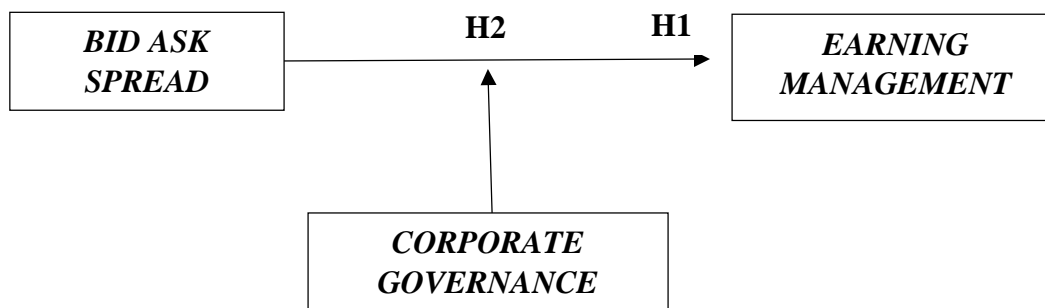 BID ASK
SPREAD
H2
H1
EARNING
MANAGEMENT
CORPORATE
GOVERNANCE